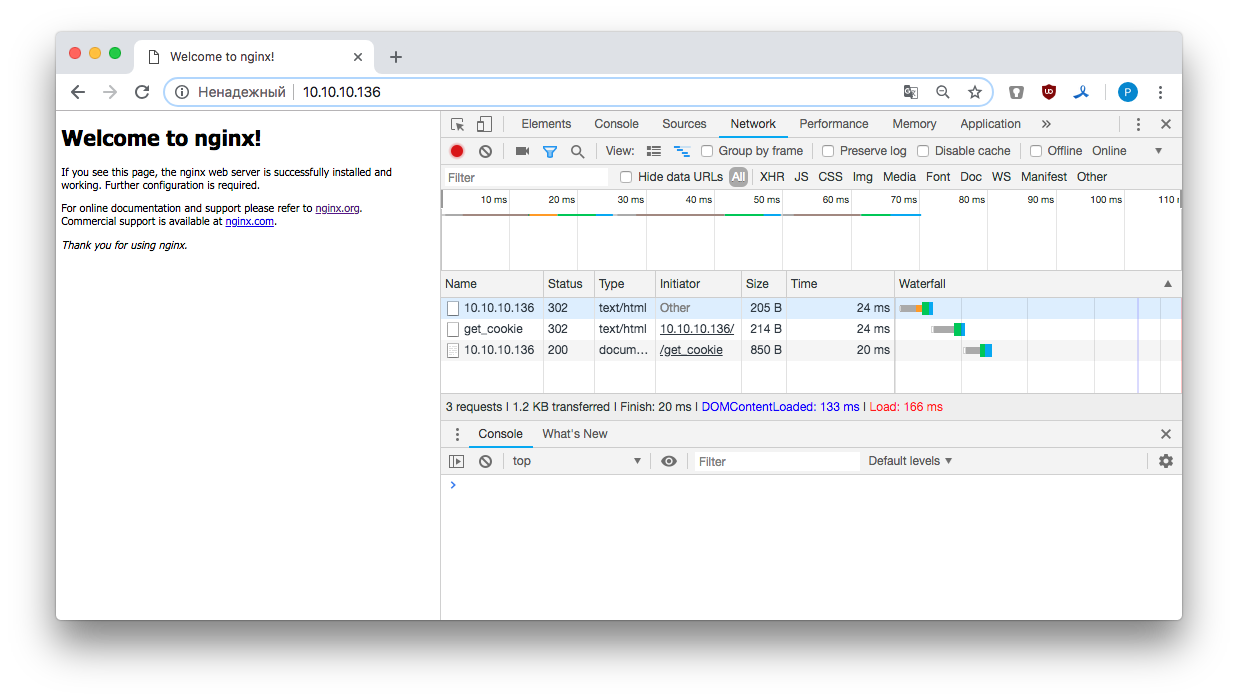 Welcome to nginx!
Ненадежный 10.10.10.136
P
Welcome to nginx!
If you see this page, the nginx web server is successfully installed and
working. Further configuration is required.
For online documentation and support please refer to nginx.org.
Commercial support is available at nginx.com.
Thank you for using nginx.
Elements Console Sources Network Performance Memory Application »
View: Group by frame Preserve log Disable cache Offline Online
Filter Hide data URLs All XHR JS CSS Img Media Font Doc WS Manifest Other
10 ms 20 ms 30 ms 40 ms 50 ms 60 ms 70 ms 80 ms 90 ms 100 ms 110
Name Status Type Initiator Size Time Waterfall
10.10.10.136 302 text/html Other 205 B 24 ms
get_cookie 302 text/html 10.10.10.136/ 214 B 24 ms
10.10.10.136 200 docum... /get_cookie 850 B 20 ms
3 requests | 1.2 KB transferred | Finish: 20 ms | DOMContentLoaded: 133 ms | Load: 166 ms
Console What's New
top Filter Default levels